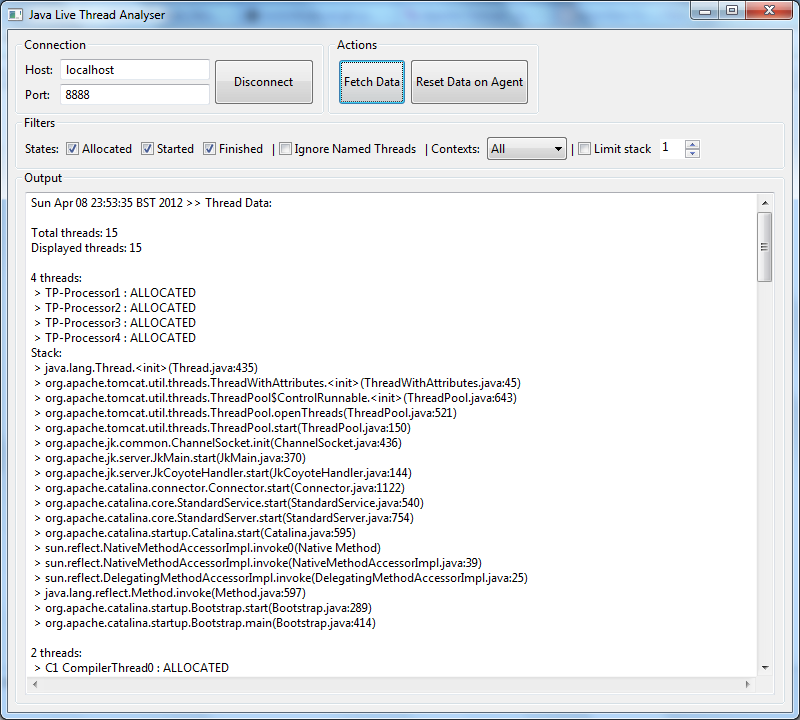 Java Live Thread Analyser
Connection
Host: localhost
Port: 8888
Disconnect
Actions
Fetch Data
Reset Data on Agent
Filters
States: Allocated Started Finished | Ignore Named Threads | Contexts: All | Limit stack 1
Output
Sun Apr 08 23:53:35 BST 2012 >> Thread Data:
Total threads: 15
Displayed threads: 15
4 threads:
> TP-Processor1 : ALLOCATED
> TP-Processor2 : ALLOCATED
> TP-Processor3 : ALLOCATED
> TP-Processor4 : ALLOCATED
Stack:
> java.lang.Thread.<init>(Thread.java:435)
> org.apache.tomcat.util.threads.ThreadWithAttributes.<init>(ThreadWithAttributes.java:45)
> org.apache.tomcat.util.threads.ThreadPool$ControlRunnable.<init>(ThreadPool.java:643)
> org.apache.tomcat.util.threads.ThreadPool.openThreads(ThreadPool.java:521)
> org.apache.tomcat.util.threads.ThreadPool.start(ThreadPool.java:150)
> org.apache.jk.common.ChannelSocket.init(ChannelSocket.java:436)
> org.apache.jk.server.JkMain.start(JkMain.java:370)
> org.apache.jk.server.JkCoyoteHandler.start(JkCoyoteHandler.java:144)
> org.apache.catalina.connector.Connector.start(Connector.java:1122)
> org.apache.catalina.core.StandardService.start(StandardService.java:540)
> org.apache.catalina.core.StandardServer.start(StandardServer.java:754)
> org.apache.catalina.startup.Catalina.start(Catalina.java:595)
> sun.reflect.NativeMethodAccessorImpl.invoke0(Native Method)
> sun.reflect.NativeMethodAccessorImpl.invoke(NativeMethodAccessorImpl.java:39)
> sun.reflect.DelegatingMethodAccessorImpl.invoke(DelegatingMethodAccessorImpl.java:25)
> java.lang.reflect.Method.invoke(Method.java:597)
> org.apache.catalina.startup.Bootstrap.start(Bootstrap.java:289)
> org.apache.catalina.startup.Bootstrap.main(Bootstrap.java:414)
2 threads:
> C1 CompilerThread0 : ALLOCATED